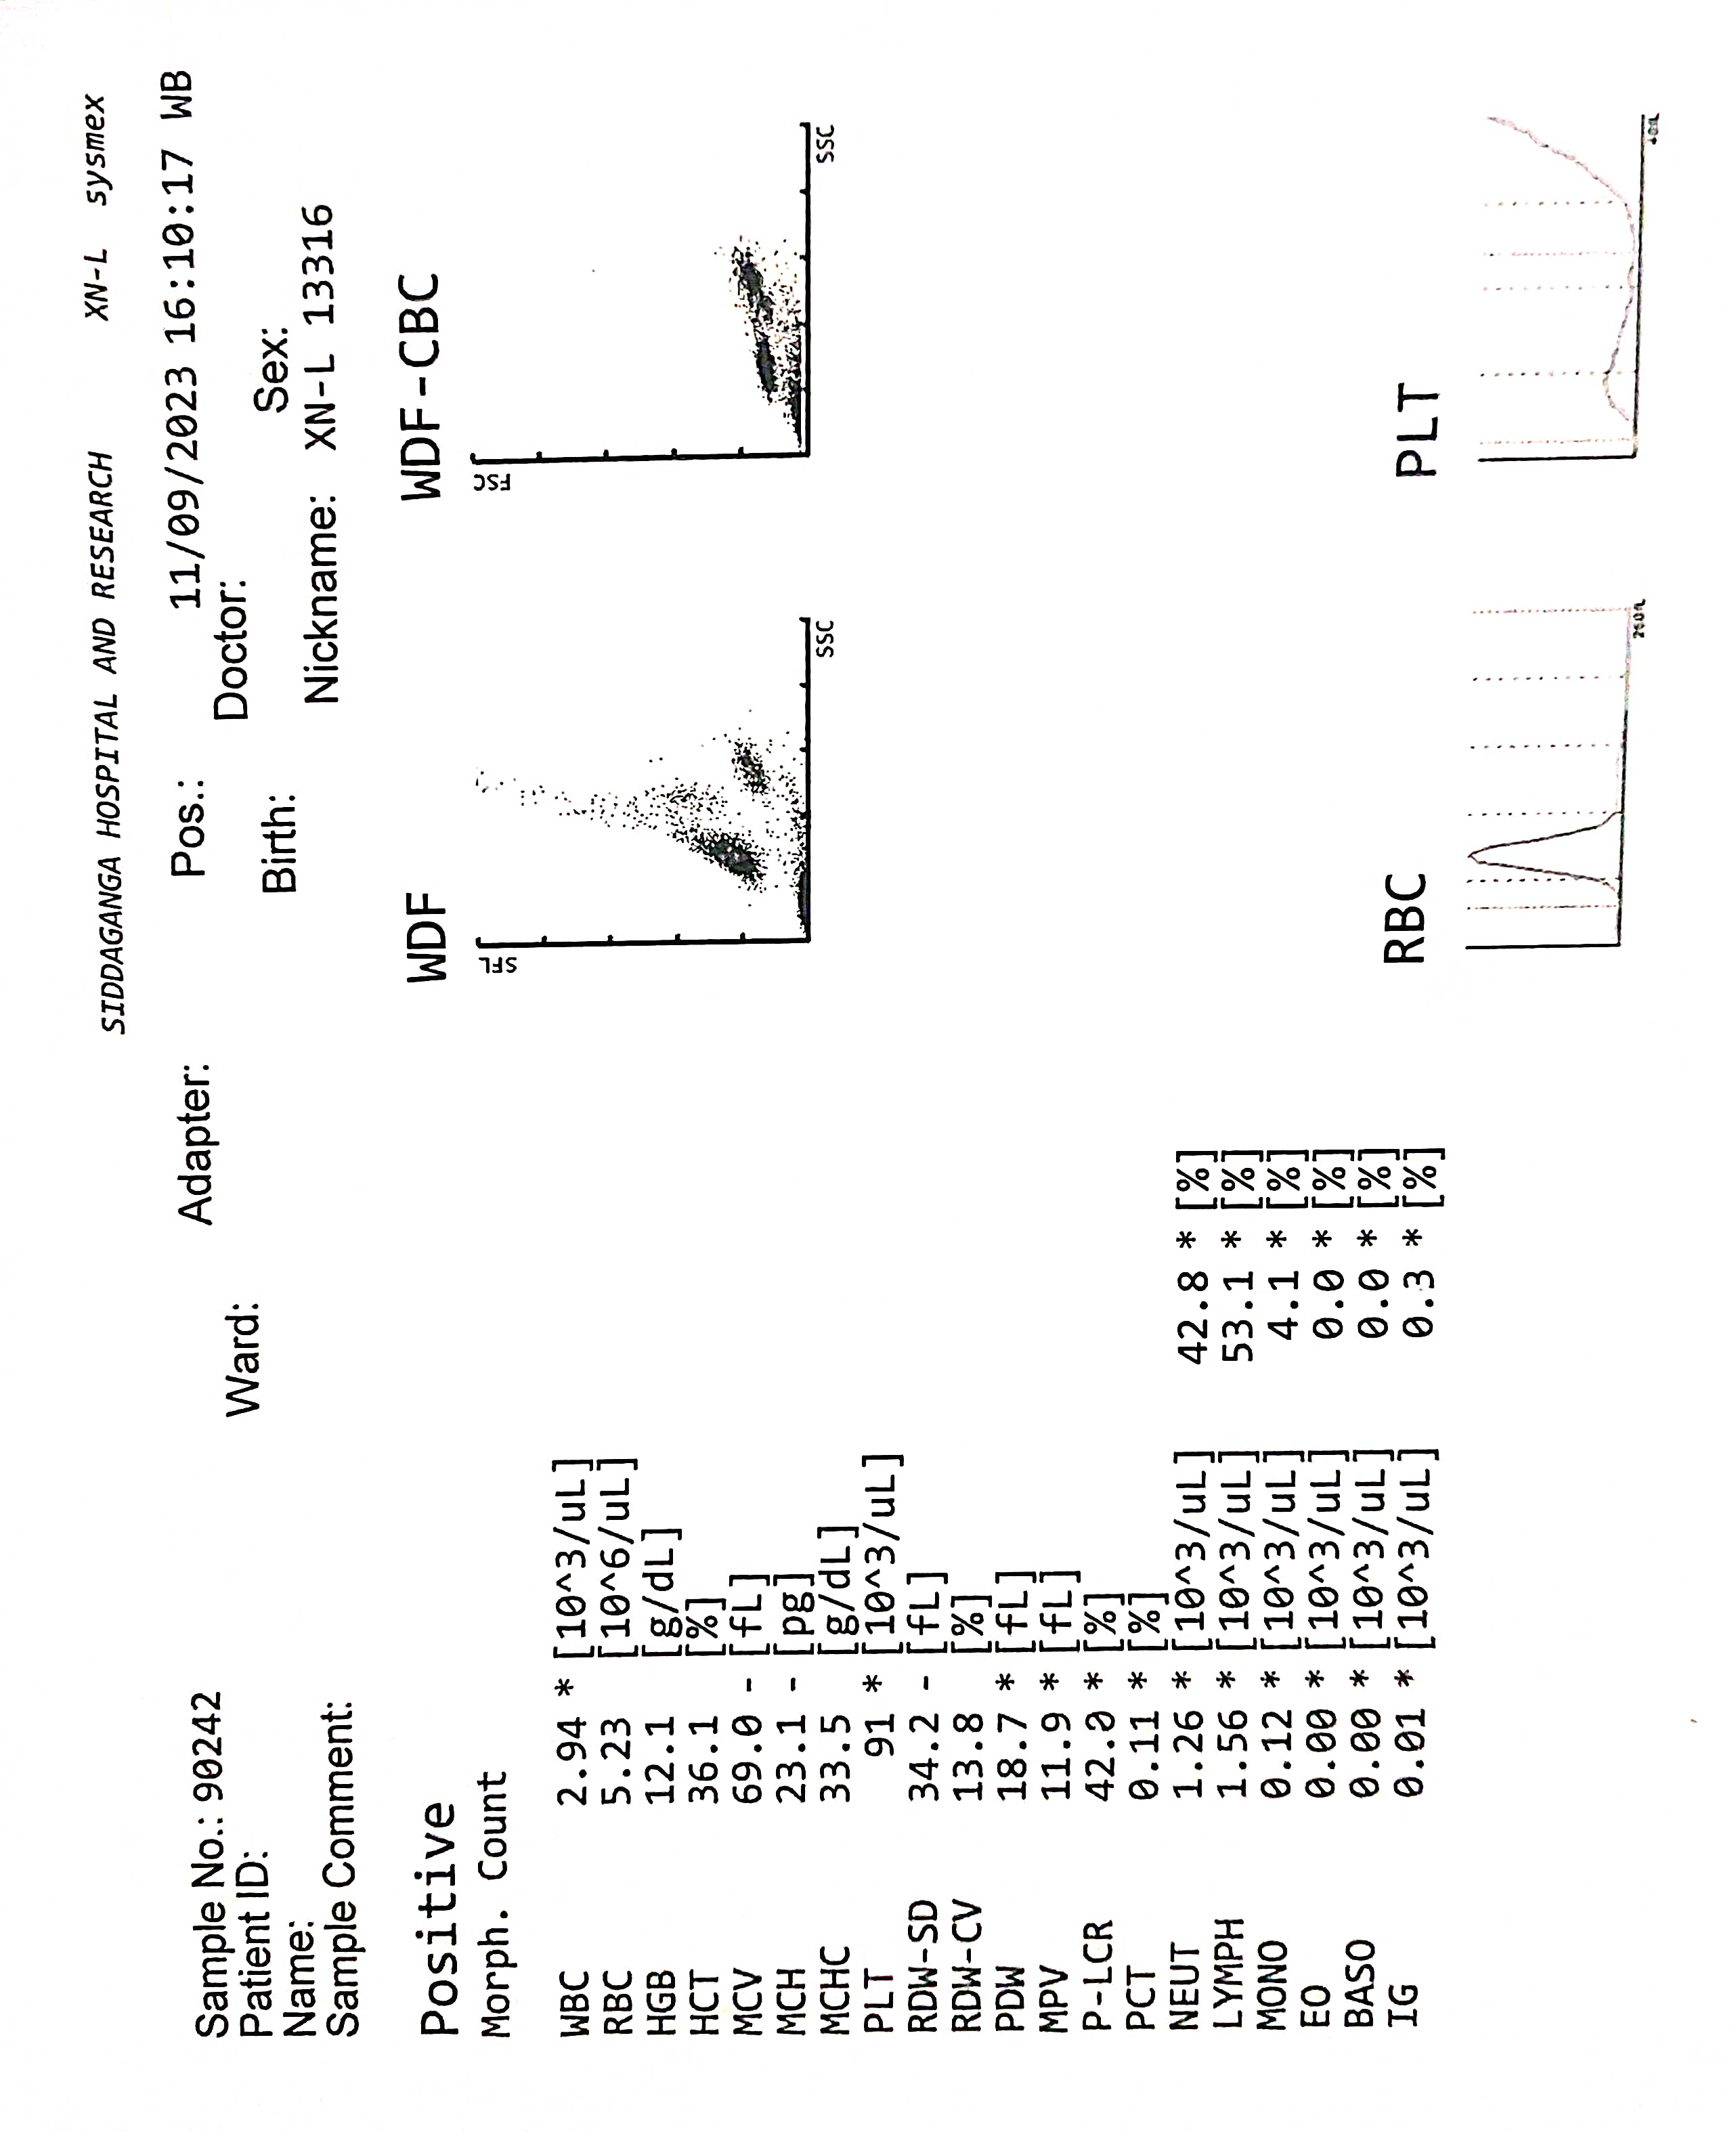 SIDDAGANGA HOSPITAL AND RESEARCH XN-L sysmex
Sample No.: 90242 Adapter: Pos.: 11/09/2023 16:10:17 WB
Patient ID: Ward: Doctor:
Name: Birth: Sex:
Sample Comment: Nickname: XN-L 13316
Positive
Morph. Count
WDF
WDF-CBC
SFL
SSC
FSC
SSC
WBC 2.94 * [10^3/uL]
RBC 5.23 [10^6/uL]
HGB 12.1 [g/dL]
HCT 36.1 [%]
MCV 69.0 - [fL]
MCH 23.1 - [pg]
MCHC 33.5 [g/dL]
PLT 91 * [10^3/uL]
RDW-SD 34.2 - [fL]
RDW-CV 13.8 [%]
PDW 18.7 * [fL]
MPV 11.9 * [fL]
P-LCR 42.0 * [%]
PCT 0.11 * [%]
NEUT 1.26 * [10^3/uL] 42.8 * [%]
LYMPH 1.56 * [10^3/uL] 53.1 * [%]
MONO 0.12 * [10^3/uL] 4.1 * [%]
EO 0.00 * [10^3/uL] 0.0 * [%]
BASO 0.00 * [10^3/uL] 0.0 * [%]
IG 0.01 * [10^3/uL] 0.3 * [%]
RBC
PLT
250fL
40fL